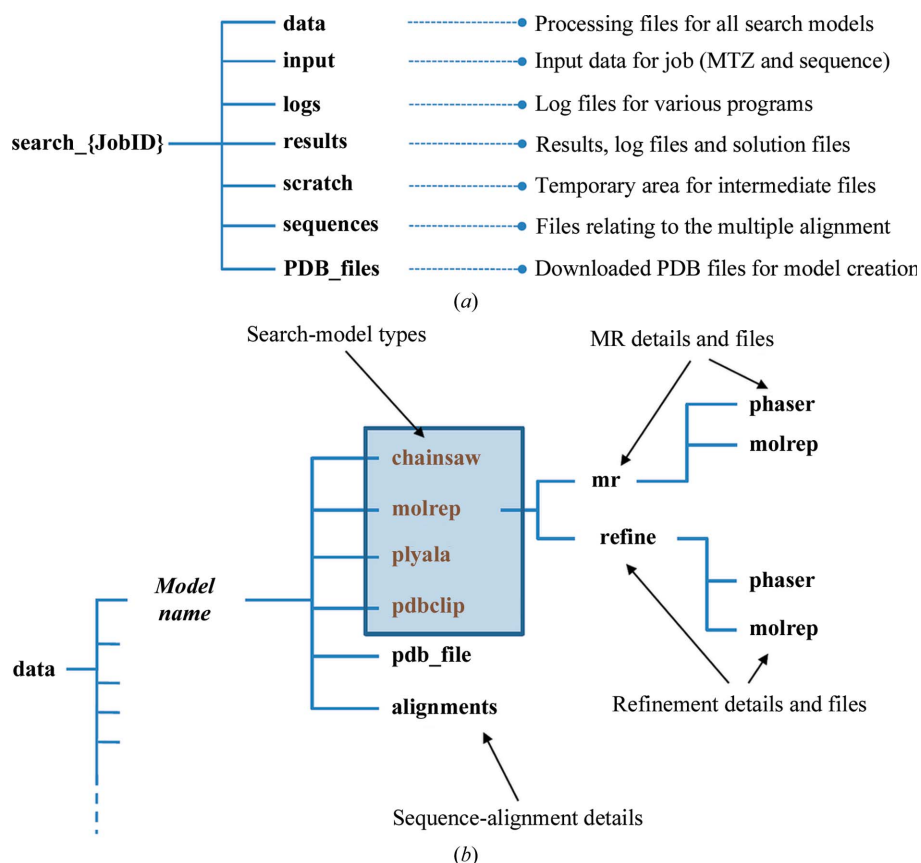 data Processing files for all search models
input Input data for job (MTZ and sequence)
logs Log files for various programs
search_{JobID} results Results, log files and solution files
scratch Temporary area for intermediate files
sequences Files relating to the multiple alignment
PDB_files Downloaded PDB files for model creation
(a)
Search-model types
MR details and files
phaser
chainsaw
molrep
mr
molrep
refine
plyala
phaser
Model
name
pdbclip
molrep
data
pdb_file
alignments
Refinement details and files
Sequence-alignment details
(b)